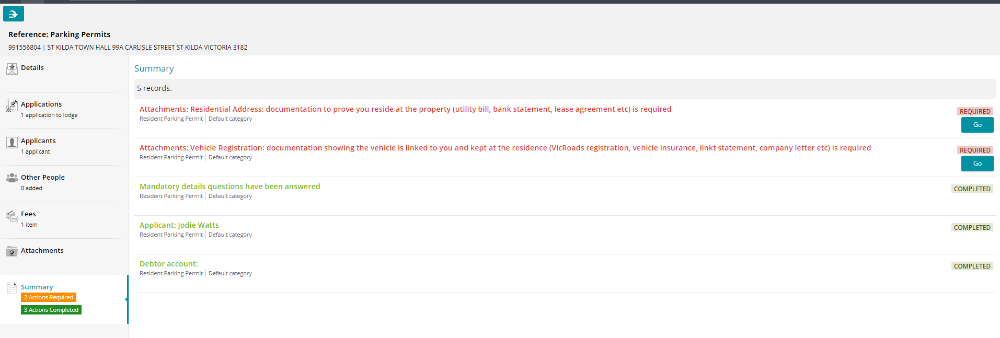 Reference: Parking Permits
991556804 | ST KILDA TOWN HALL 99A CARLISLE STREET ST KILDA VICTORIA 3182
Details
Applications
1 application to lodge
Applicants
1 applicant
Other People
0 added
Fees
1 item
Attachments
Summary
2 Actions Required
3 Actions Completed
Summary
5 records.
Attachments: Residential Address: documentation to prove you reside at the property (utility bill, bank statement, lease agreement etc) is required
Resident Parking Permit | Default category
REQUIRED
Go
Attachments: Vehicle Registration: documentation showing the vehicle is linked to you and kept at the residence (VicRoads registration, vehicle insurance, linkt statement, company letter etc) is required
Resident Parking Permit | Default category
REQUIRED
Go
Mandatory details questions have been answered
Resident Parking Permit | Default category
COMPLETED
Applicant: Jodie Watts
Resident Parking Permit | Default category
COMPLETED
Debtor account:
Resident Parking Permit | Default category
COMPLETED